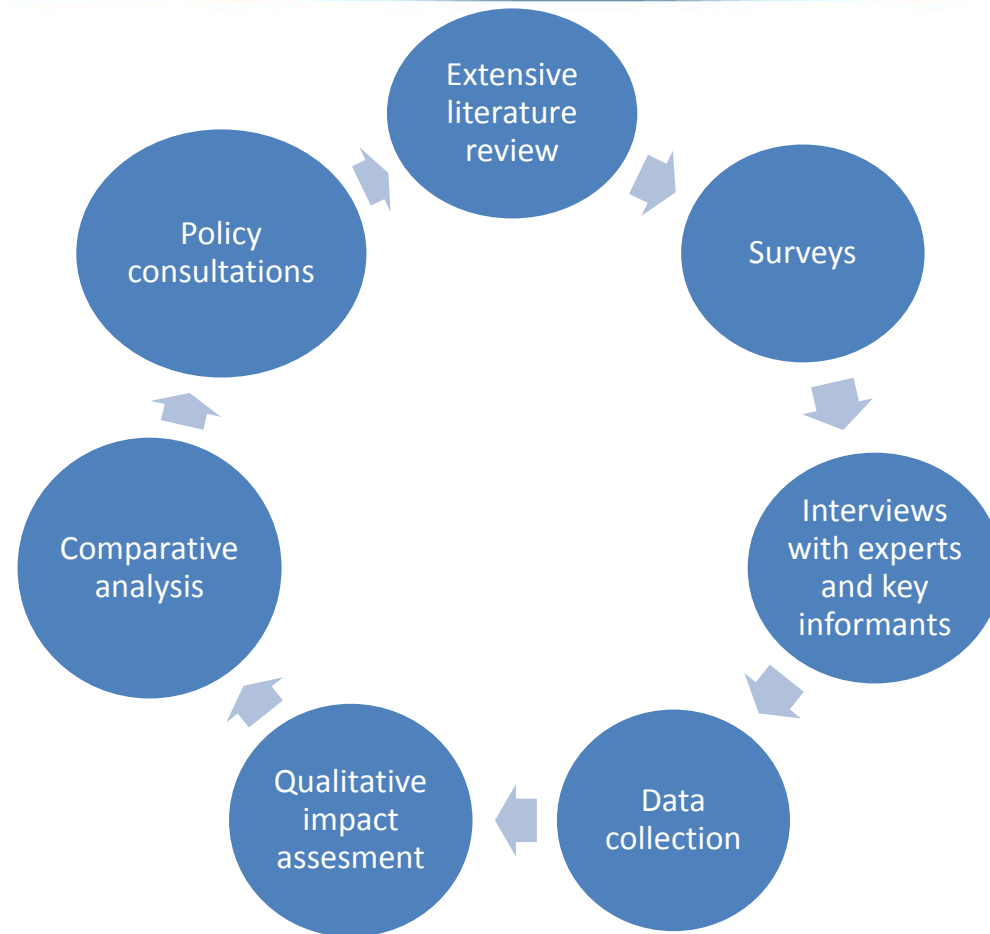 Extensive
literature
review
Surveys
Interviews
with experts
and key
informants
Data
collection
Qualitative
impact
assesment
Comparative
analysis
Policy
consultations